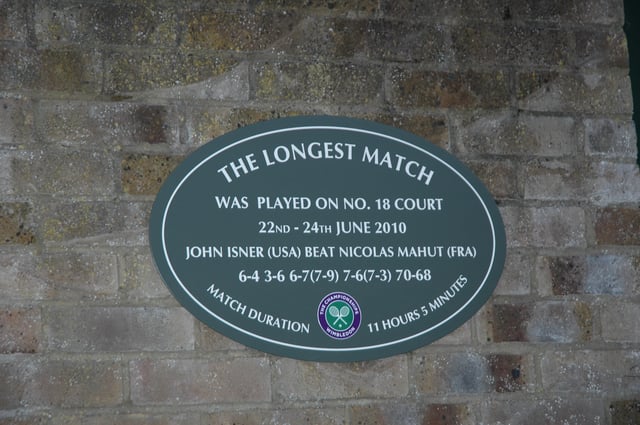 THE LONGEST MATCH
WAS PLAYED ON NO. 18 COURT
22ND - 24TH JUNE 2010
JOHN ISNER (USA) BEAT NICOLAS MAHUT (FRA)
6-4 3-6 6-7(7-9) 7-6(7-3) 70-68
MATCH DURATION 11 HOURS 5 MINUTES
THE CHAMPIONSHIPS
WIMBLEDON